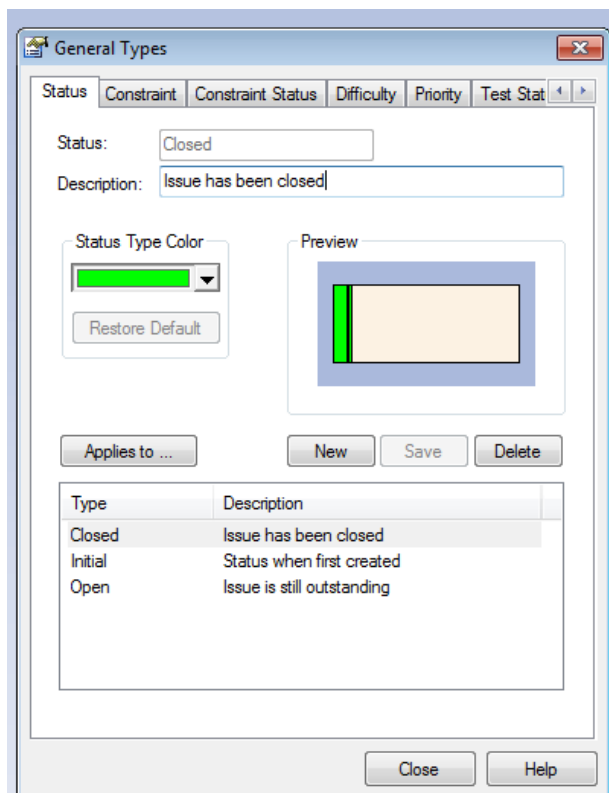 General Types
Status Constraint Constraint Status Difficulty Priority Test Stat
Status: Closed
Description: Issue has been closed
Status Type Color Preview
Restore Default
Applies to ... New Save Delete
Type Description
Closed Issue has been closed
Initial Status when first created
Open Issue is still outstanding
Close Help